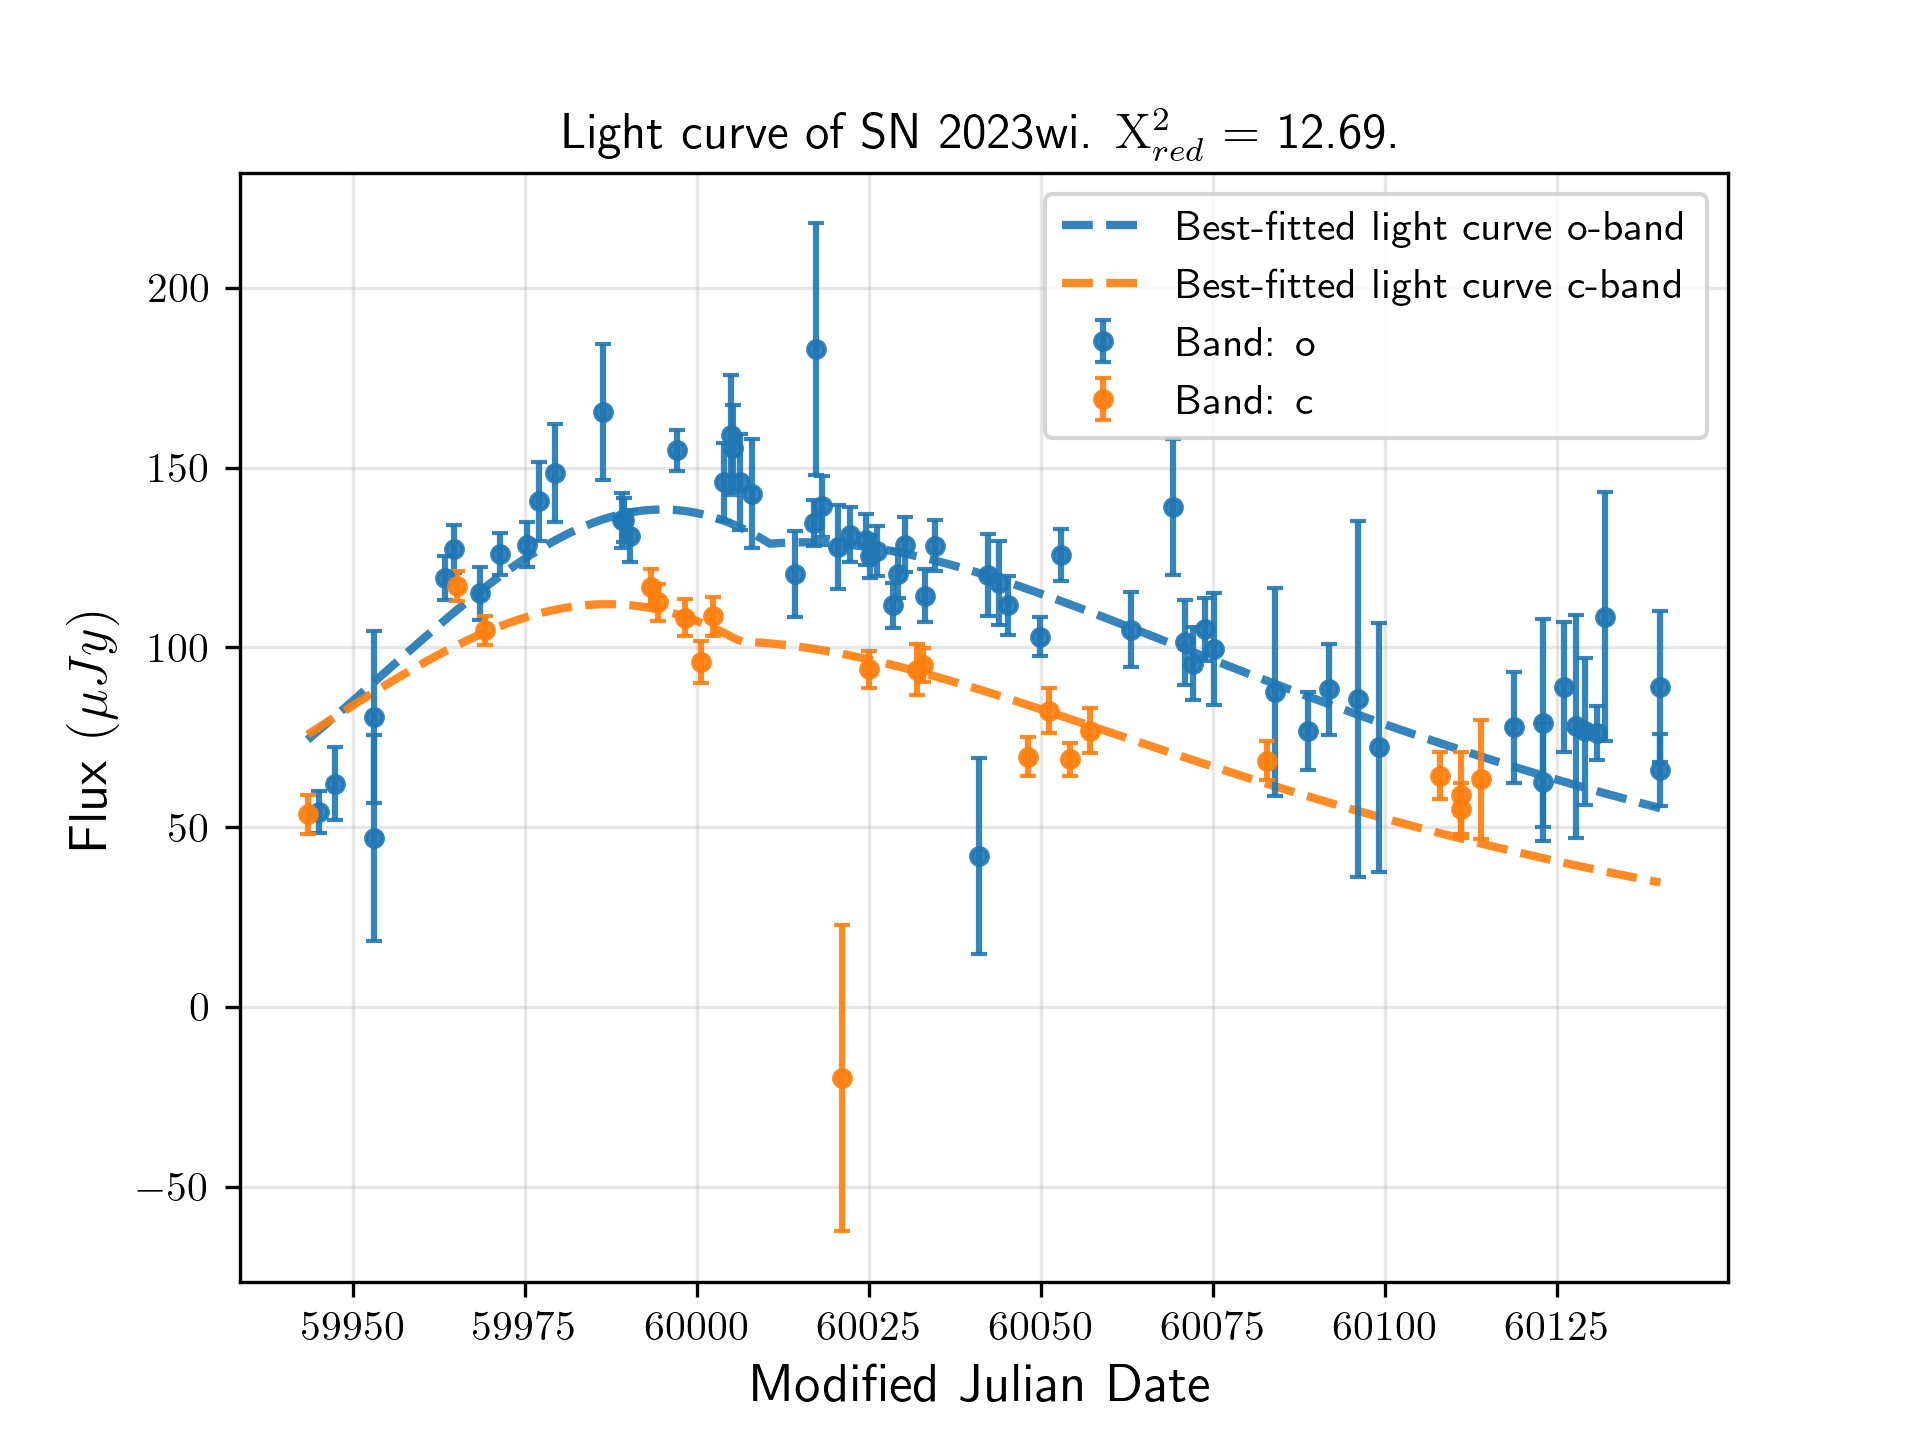 Light curve of SN 2023wi. X²_red = 12.69.
Best-fitted light curve o-band
Best-fitted light curve c-band
Band: o
Band: c
Flux (μJy)
200
150
100
50
0
−50
59950 59975 60000 60025 60050 60075 60100 60125
Modified Julian Date